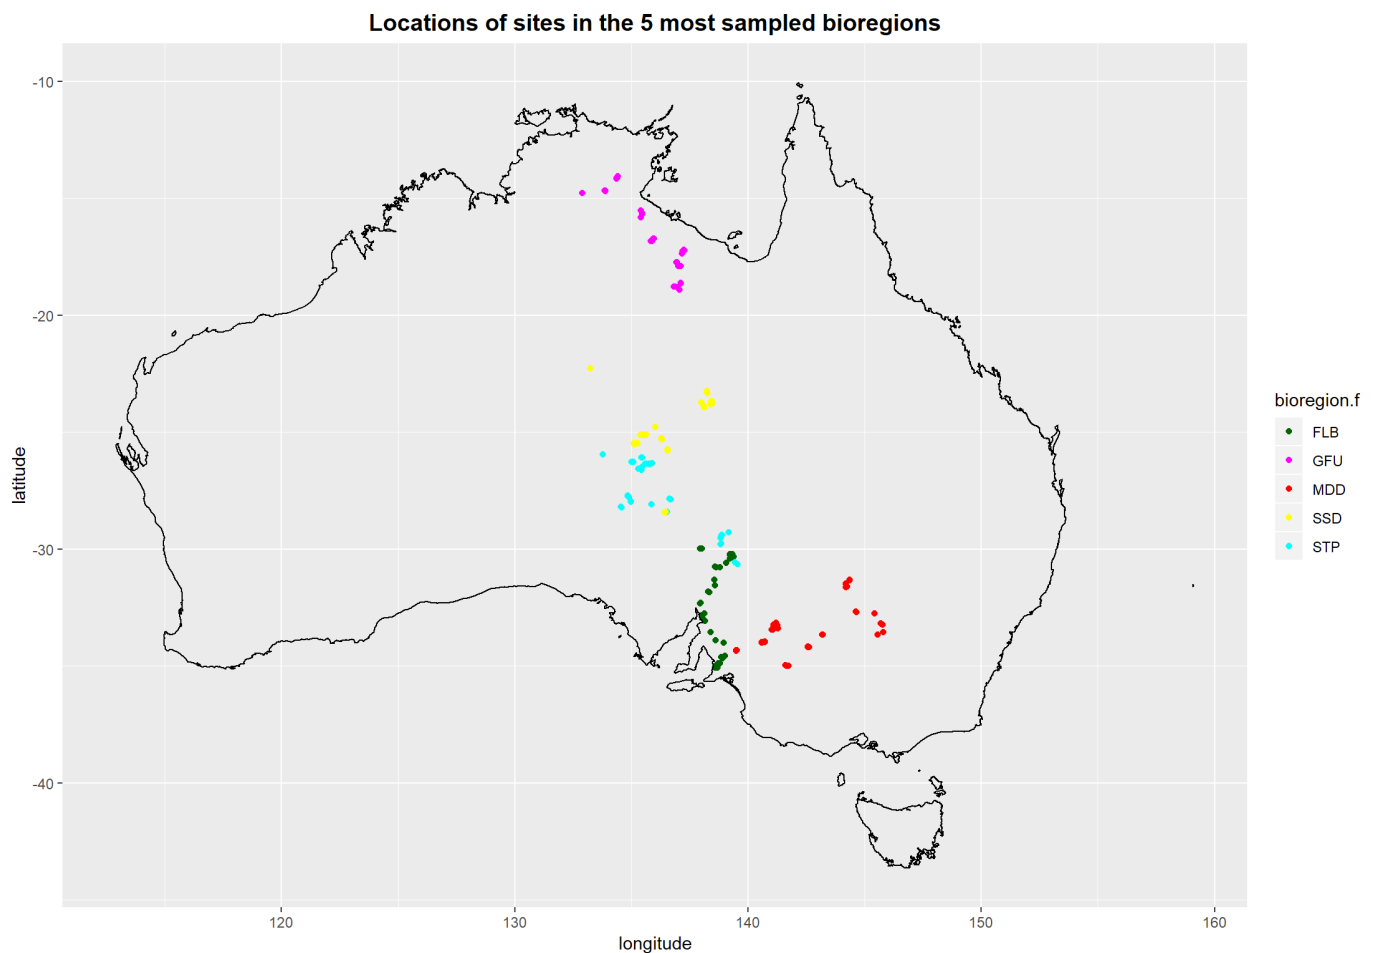 Locations of sites in the 5 most sampled bioregions
-10
-20
-30
-40
latitude
120
130
140
150
160
longitude
bioregion.f
FLB
GFU
MDD
SSD
STP